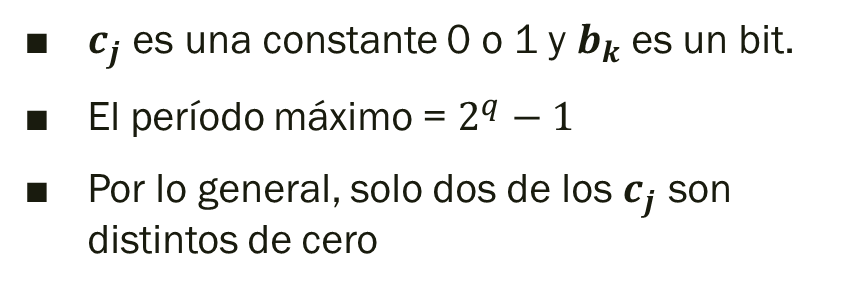 ■ c_j es una constante 0 o 1 y b_k es un bit.
■ El período máximo = 2^q − 1
■ Por lo general, solo dos de los c_j son
distintos de cero